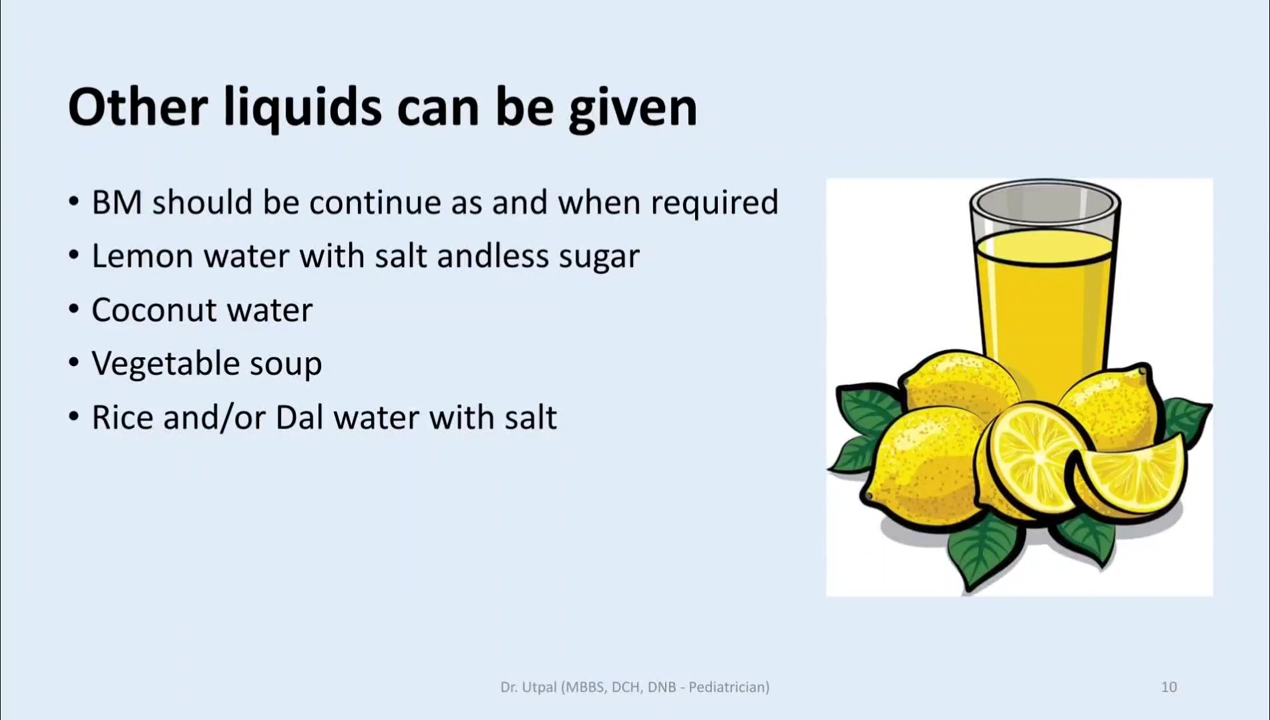 Other liquids can be given
• BM should be continue as and when required
• Lemon water with salt andless sugar
• Coconut water
• Vegetable soup
• Rice and/or Dal water with salt
Dr. Utpal (MBBS, DCH, DNB - Pediatrician)
10